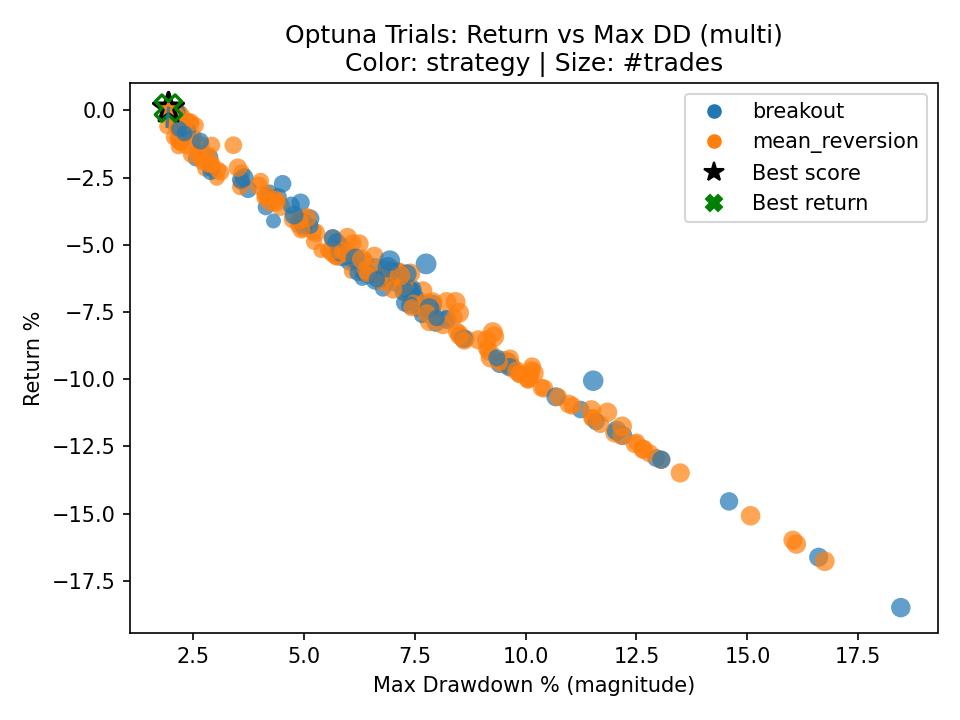 Optuna Trials: Return vs Max DD (multi)
Color: strategy | Size: #trades
0.0
−2.5
−5.0
−7.5
−10.0
−12.5
−15.0
−17.5
Return %
breakout
mean_reversion
Best score
Best return
2.5
5.0
7.5
10.0
12.5
15.0
17.5
Max Drawdown % (magnitude)